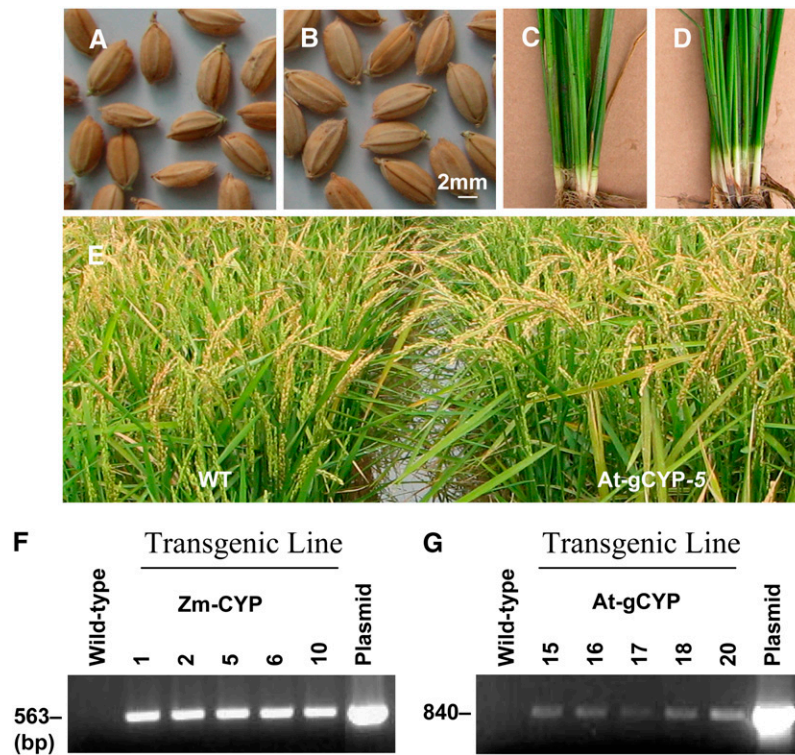 A
B
2mm
C
D
E
WT
At-gCYP-5
F
Transgenic Line
Zm-CYP
Wild-type
1
2
5
6
10
Plasmid
563–
(bp)
G
Transgenic Line
At-gCYP
Wild-type
15
16
17
18
20
Plasmid
840–